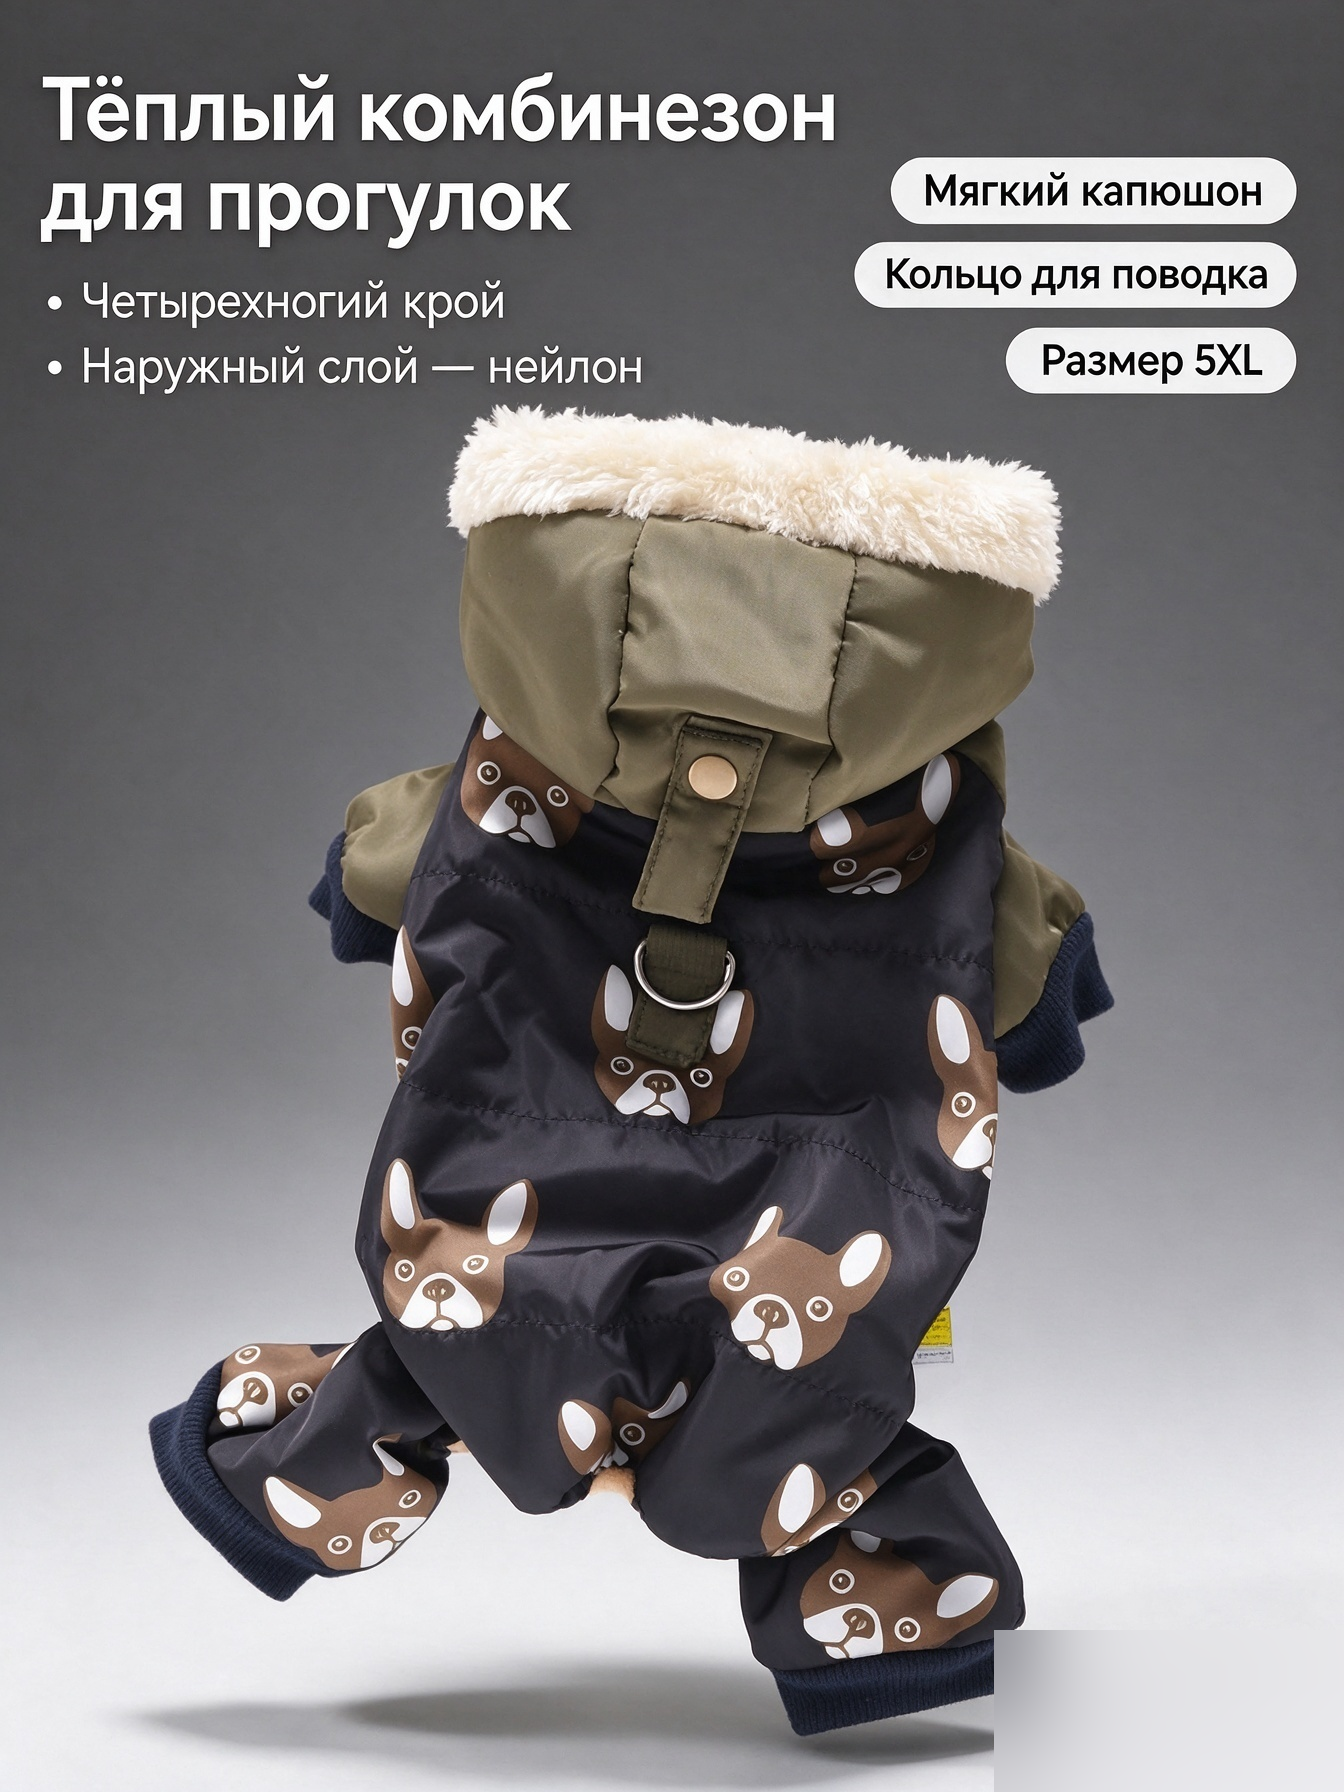 Тёплый комбинезон
для прогулок
• Четырехногий крой
• Наружный слой — нейлон
Мягкий капюшон
Кольцо для поводка
Размер 5XL